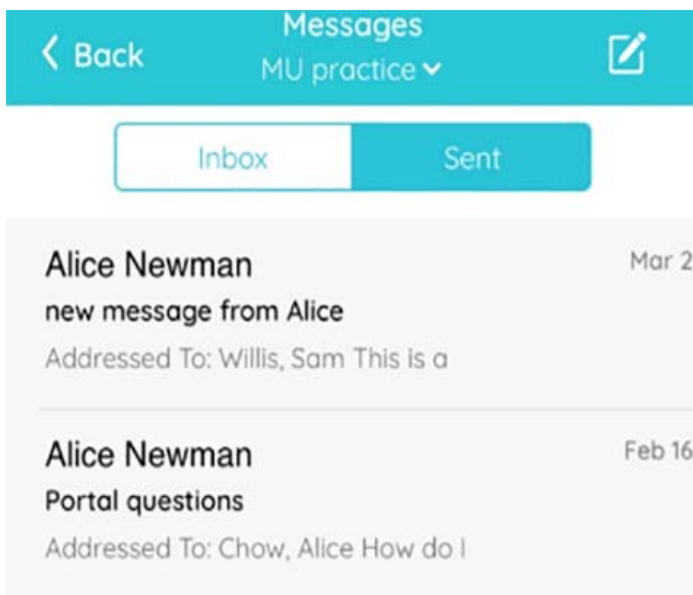 Messages
Back
MU practice
Inbox
Sent
Alice Newman
Mar 2
new message from Alice
Addressed To: Willis, Sam This is a
Alice Newman
Feb 16
Portal questions
Addressed To: Chow, Alice How do I